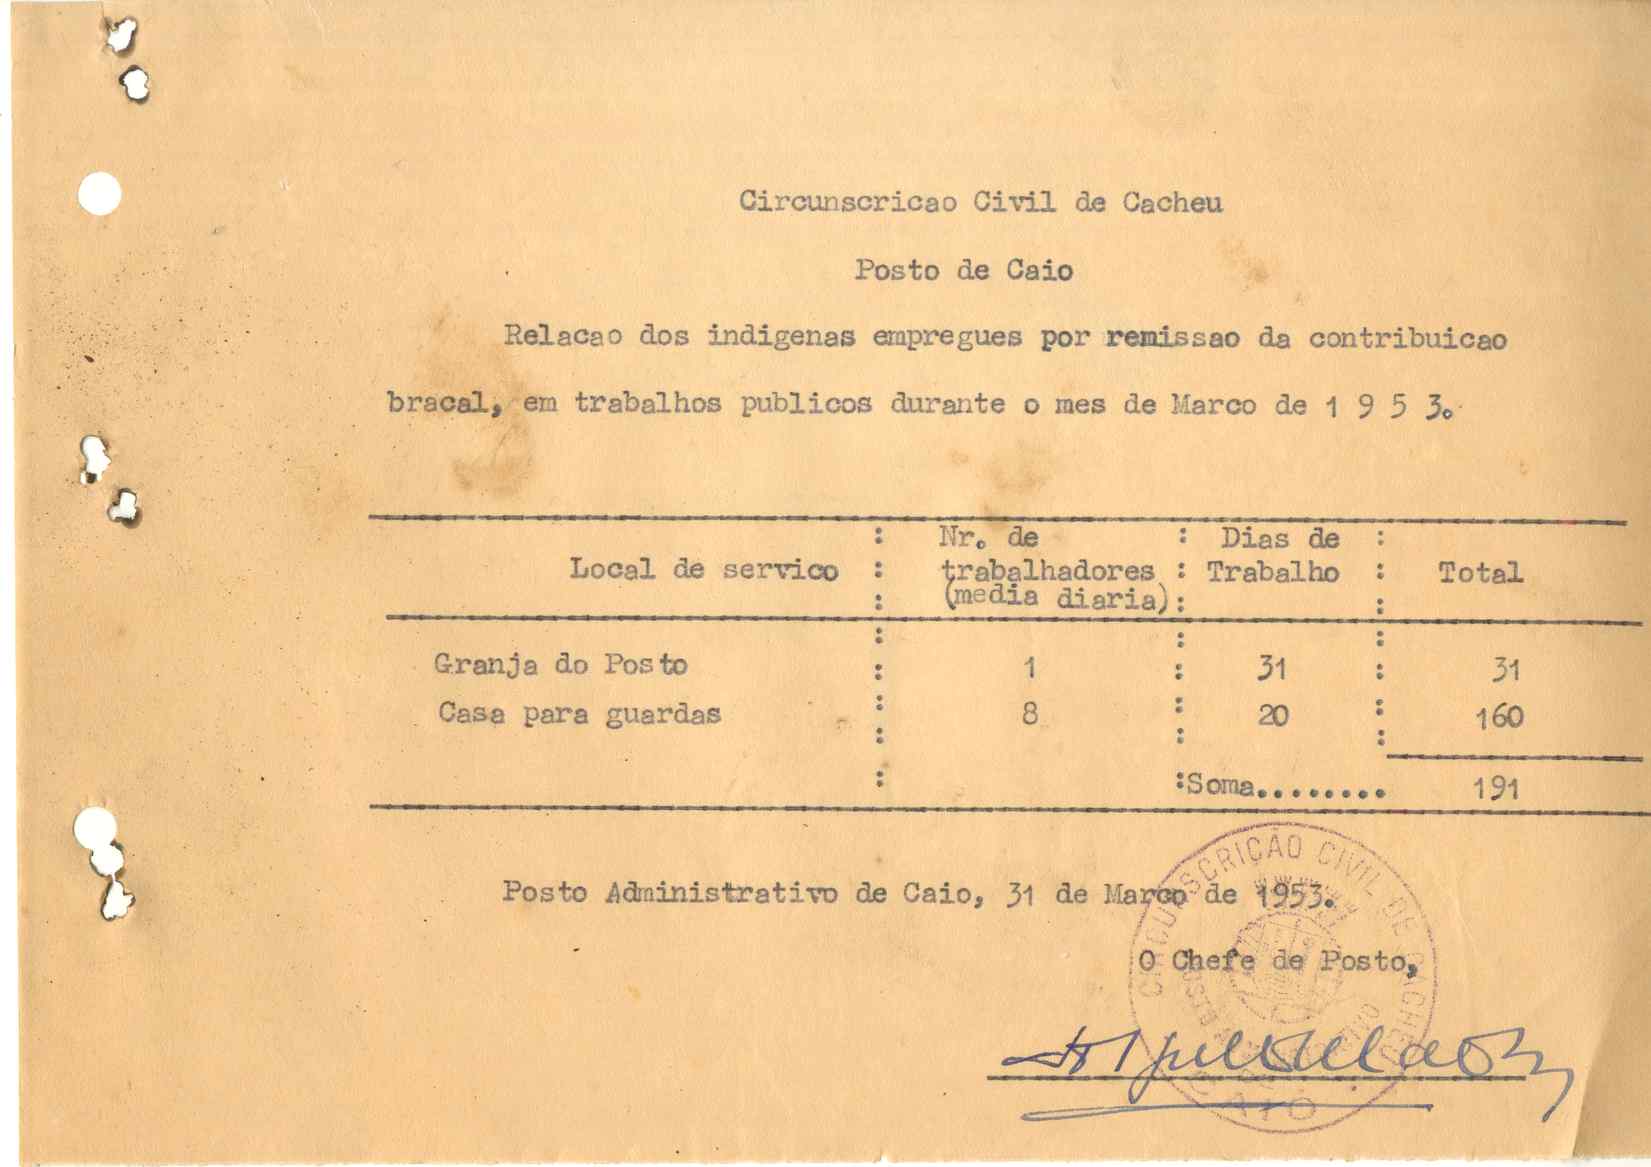 Circunscricao Civil de Cacheu
Posto de Caio
Relacao dos indigenas empregues por remissao da contribuicao
bracal, em trabalhos publicos durante o mes de Marco de 1 9 5 3.
Local de servico : Nr. de trabalhadores (media diaria) : Dias de Trabalho : Total
Granja do Posto : 1 : 31 : 31
Casa para guardas : 8 : 20 : 160
:Soma........ 191
Posto Administrativo de Caio, 31 de Março de 1953.
O Chefe de Posto,
CIRCUNSCRIÇÃO CIVIL DE CACHEU
CAIO